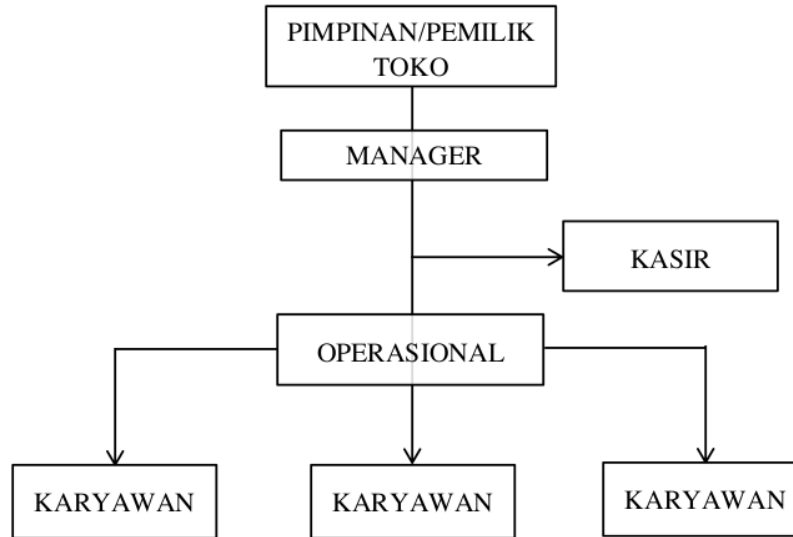 PIMPINAN/PEMILIK
TOKO
MANAGER
KASIR
OPERASIONAL
KARYAWAN
KARYAWAN
KARYAWAN